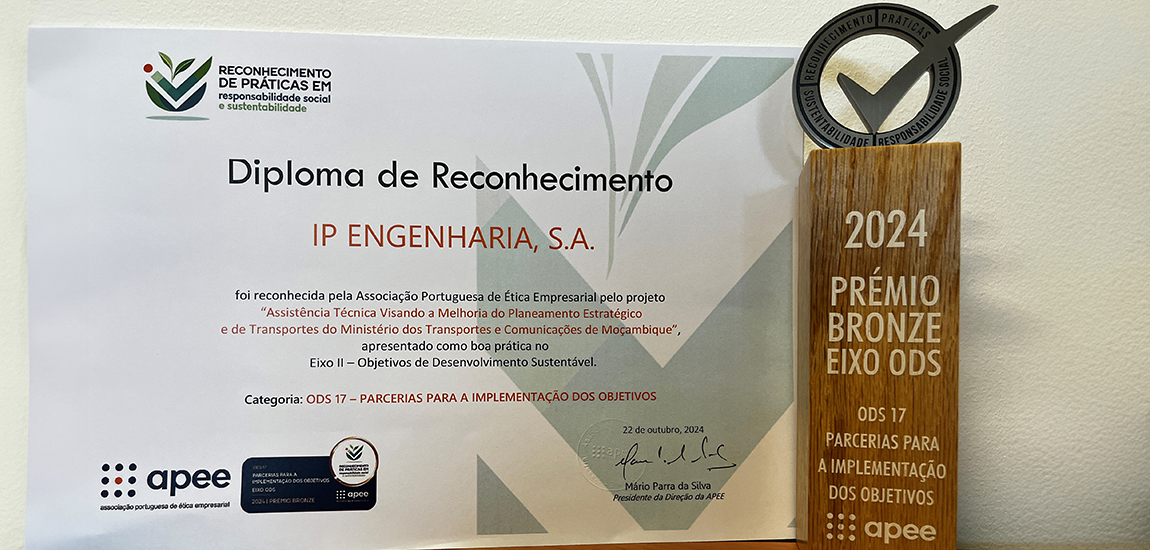 RECONHECIMENTO
DE PRÁTICAS EM
responsabilidade social
e sustentabilidade
Diploma de Reconhecimento
IP ENGENHARIA, S.A.
foi reconhecida pela Associação Portuguesa de Ética Empresarial pelo projeto
“Assistência Técnica Visando a Melhoria do Planeamento Estratégico
e de Transportes do Ministério dos Transportes e Comunicações de Moçambique”,
apresentado como boa prática no
Eixo II – Objetivos de Desenvolvimento Sustentável.
Categoria: ODS 17 – PARCERIAS PARA A IMPLEMENTAÇÃO DOS OBJETIVOS
22 de outubro, 2024
Mário Parra da Silva
Presidente da Direção da APEE
apee
associação portuguesa de ética empresarial
PARCERIAS PARA A
IMPLEMENTAÇÃO DOS OBJETIVOS
EIXO ODS
2024 | PRÉMIO BRONZE
RECONHECIMENTO
DE PRÁTICAS EM
apee
RECONHECIMENTO PRÁTICAS
RESPONSABILIDADE SOCIAL
SUSTENTABILIDADE
2024
PRÉMIO
BRONZE
EIXO ODS
ODS 17
PARCERIAS PARA
A IMPLEMENTAÇÃO
DOS OBJETIVOS
apee